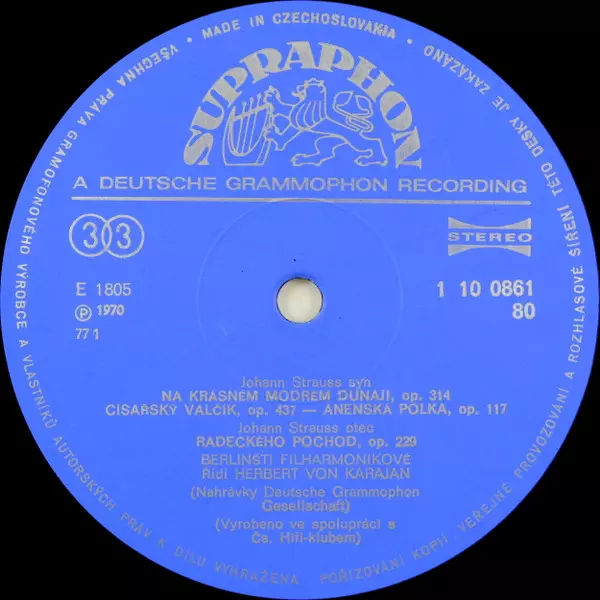 • MADE IN CZECHOSLOVAKIA •
VŠECHNA PRÁVA GRAMOFONOVÉHO VÝROBCE A VLASTNÍKŮ AUTORSKÝCH PRÁV K DÍLU VYHRAŽENA
POŘIZOVÁNÍ KOPIÍ, VEŘEJNÉ PROVOZOVÁNÍ A ROZHLASOVÉ ŠÍŘENÍ TÉTO DESKY JE ZAKÁZÁNO
SUPRAPHON
A DEUTSCHE GRAMMOPHON RECORDING
33
STEREO
E 1805
1 10 0861
Ⓟ 1970
80
77 1
Johann Strauss syn
NA KRÁSNÉM MODRÉM DUNAJI, op. 314
CÍSAŘSKÝ VALČÍK, op. 437 — ANENSKÁ POLKA, op. 117
Johann Strauss otec
RADECKÉHO POCHOD, op. 229
BERLÍNŠTÍ FILHARMONIKOVÉ
Řídí HERBERT VON KARAJAN
(Nahrávky Deutsche Grammophon
Gesellschaft)
(Vyrobeno ve spolupráci s
Čs. Hifi-klubem)